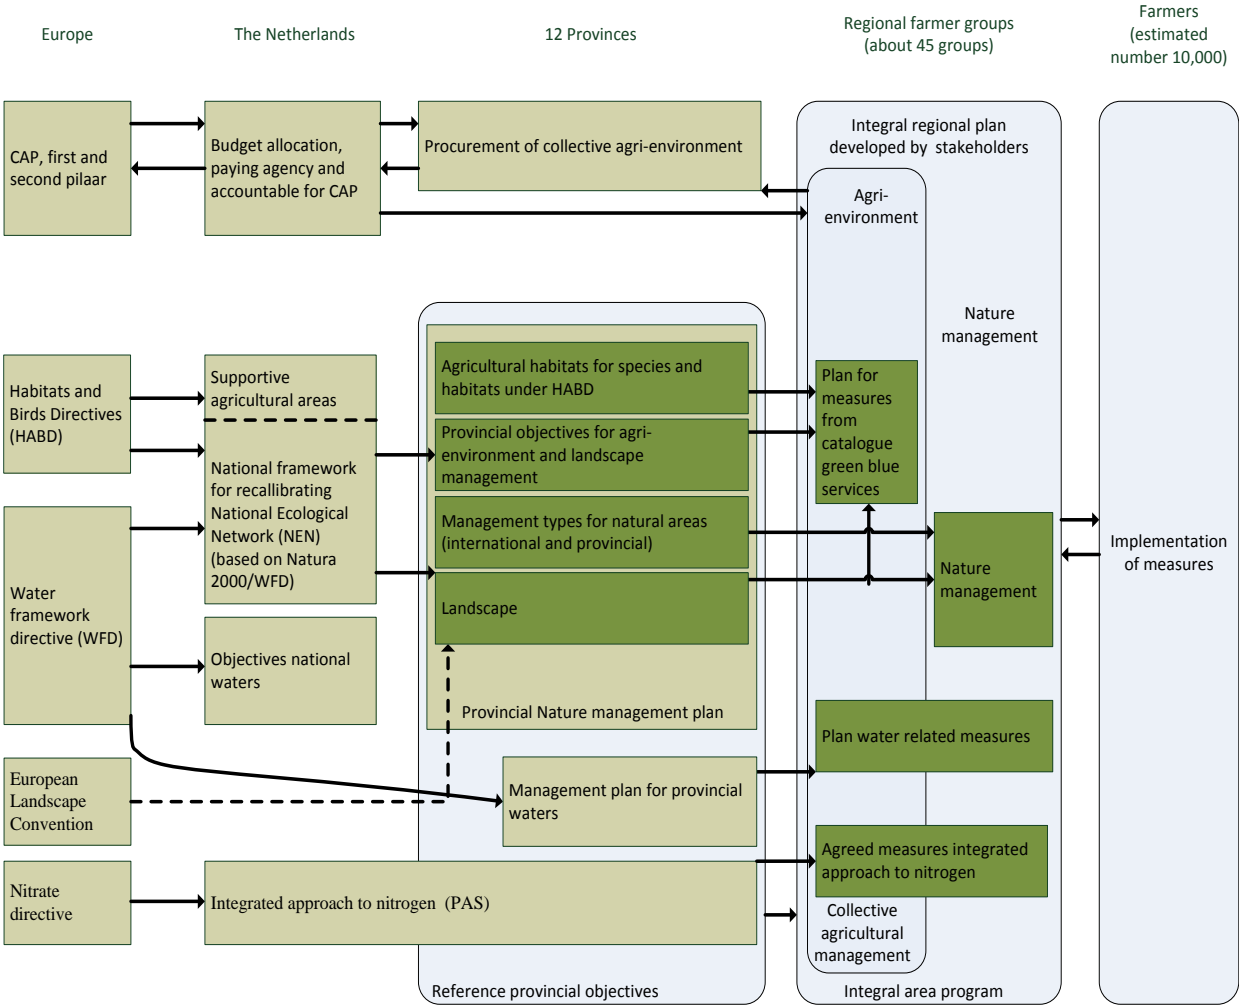 Europe
The Netherlands
12 Provinces
Regional farmer groups
(about 45 groups)
Farmers
(estimated
number 10,000)
CAP, first and
second pilaar
Budget allocation,
paying agency and
accountable for CAP
Procurement of collective agri-environment
Integral regional plan
developed by stakeholders
Agri-
environment
Nature
management
Habitats and
Birds Directives
(HABD)
Supportive
agricultural areas
National framework
for recallibrating
National Ecological
Network (NEN)
(based on Natura
2000/WFD)
Agricultural habitats for species and
habitats under HABD
Provincial objectives for agri-
environment and landscape
management
Management types for natural areas
(international and provincial)
Landscape
Provincial Nature management plan
Plan for
measures
from
catalogue
green blue
services
Nature
management
Implementation
of measures
Water
framework
directive (WFD)
Objectives national
waters
Plan water related measures
European
Landscape
Convention
Management plan for provincial
waters
Agreed measures integrated
approach to nitrogen
Nitrate
directive
Integrated approach to nitrogen (PAS)
Collective
agricultural
management
Reference provincial objectives
Integral area program